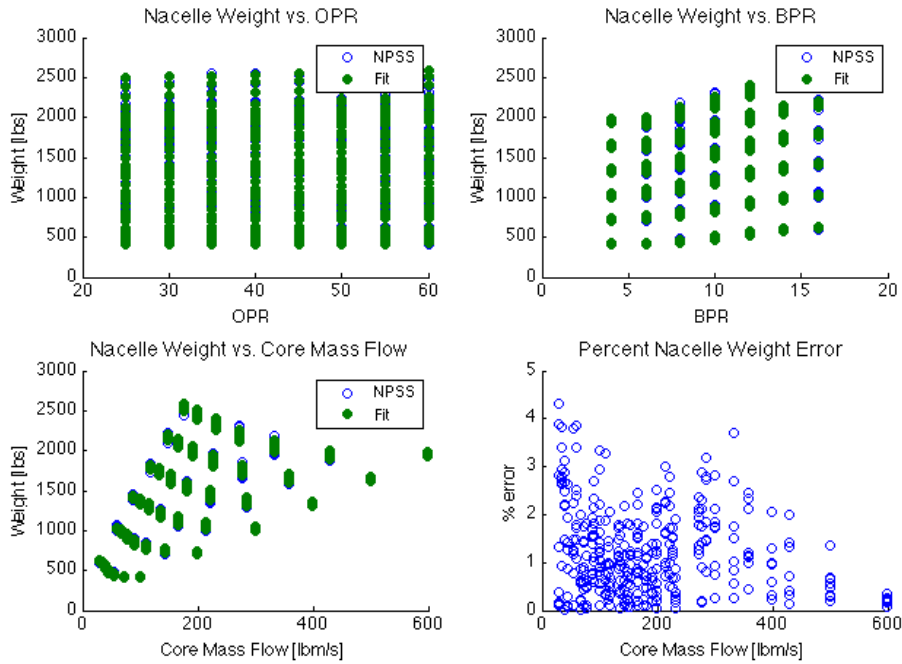 Nacelle Weight vs. OPR
3000
2500
2000
1500
1000
500
0
Weight [lbs]
20 30 40 50 60
OPR
NPSS
Fit
Nacelle Weight vs. BPR
3000
2500
2000
1500
1000
500
0
Weight [lbs]
0 5 10 15 20
BPR
NPSS
Fit
Nacelle Weight vs. Core Mass Flow
3000
2500
2000
1500
1000
500
0
Weight [lbs]
0 200 400 600
Core Mass Flow [lbm/s]
NPSS
Fit
Percent Nacelle Weight Error
5
4
3
2
1
0
% error
0 200 400 600
Core Mass Flow [lbm/s]